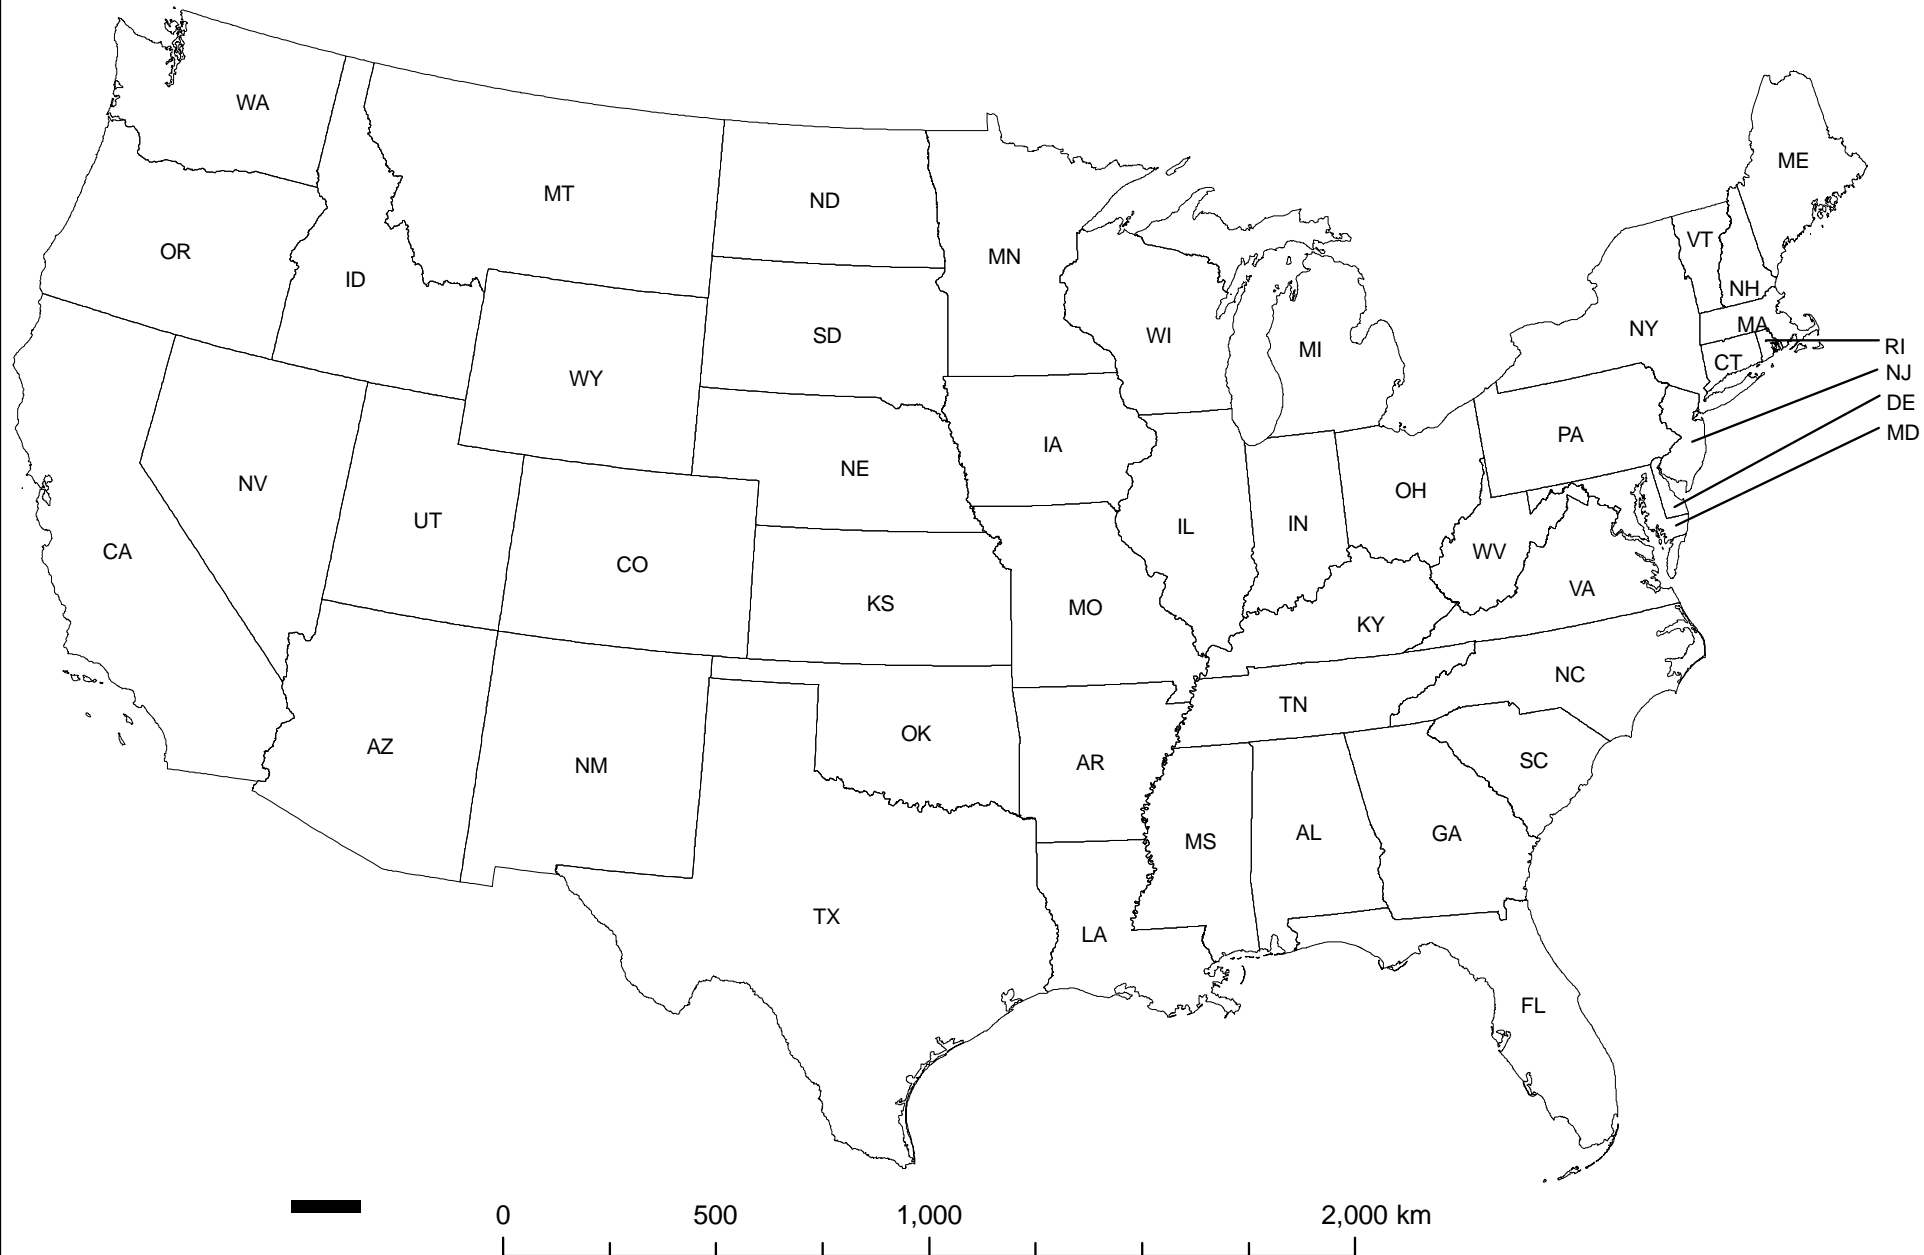 WA
ME
MT
ND
VT
OR
MN
ID
NH
MA
NY
SD
WI
RI
MI
CT
NJ
WY
DE
MD
PA
IA
NE
NV
OH
UT
IL
IN
CA
WV
CO
VA
KS
MO
KY
NC
TN
OK
AZ
SC
AR
NM
AL
GA
MS
TX
LA
FL
0 500 1,000 2,000 km